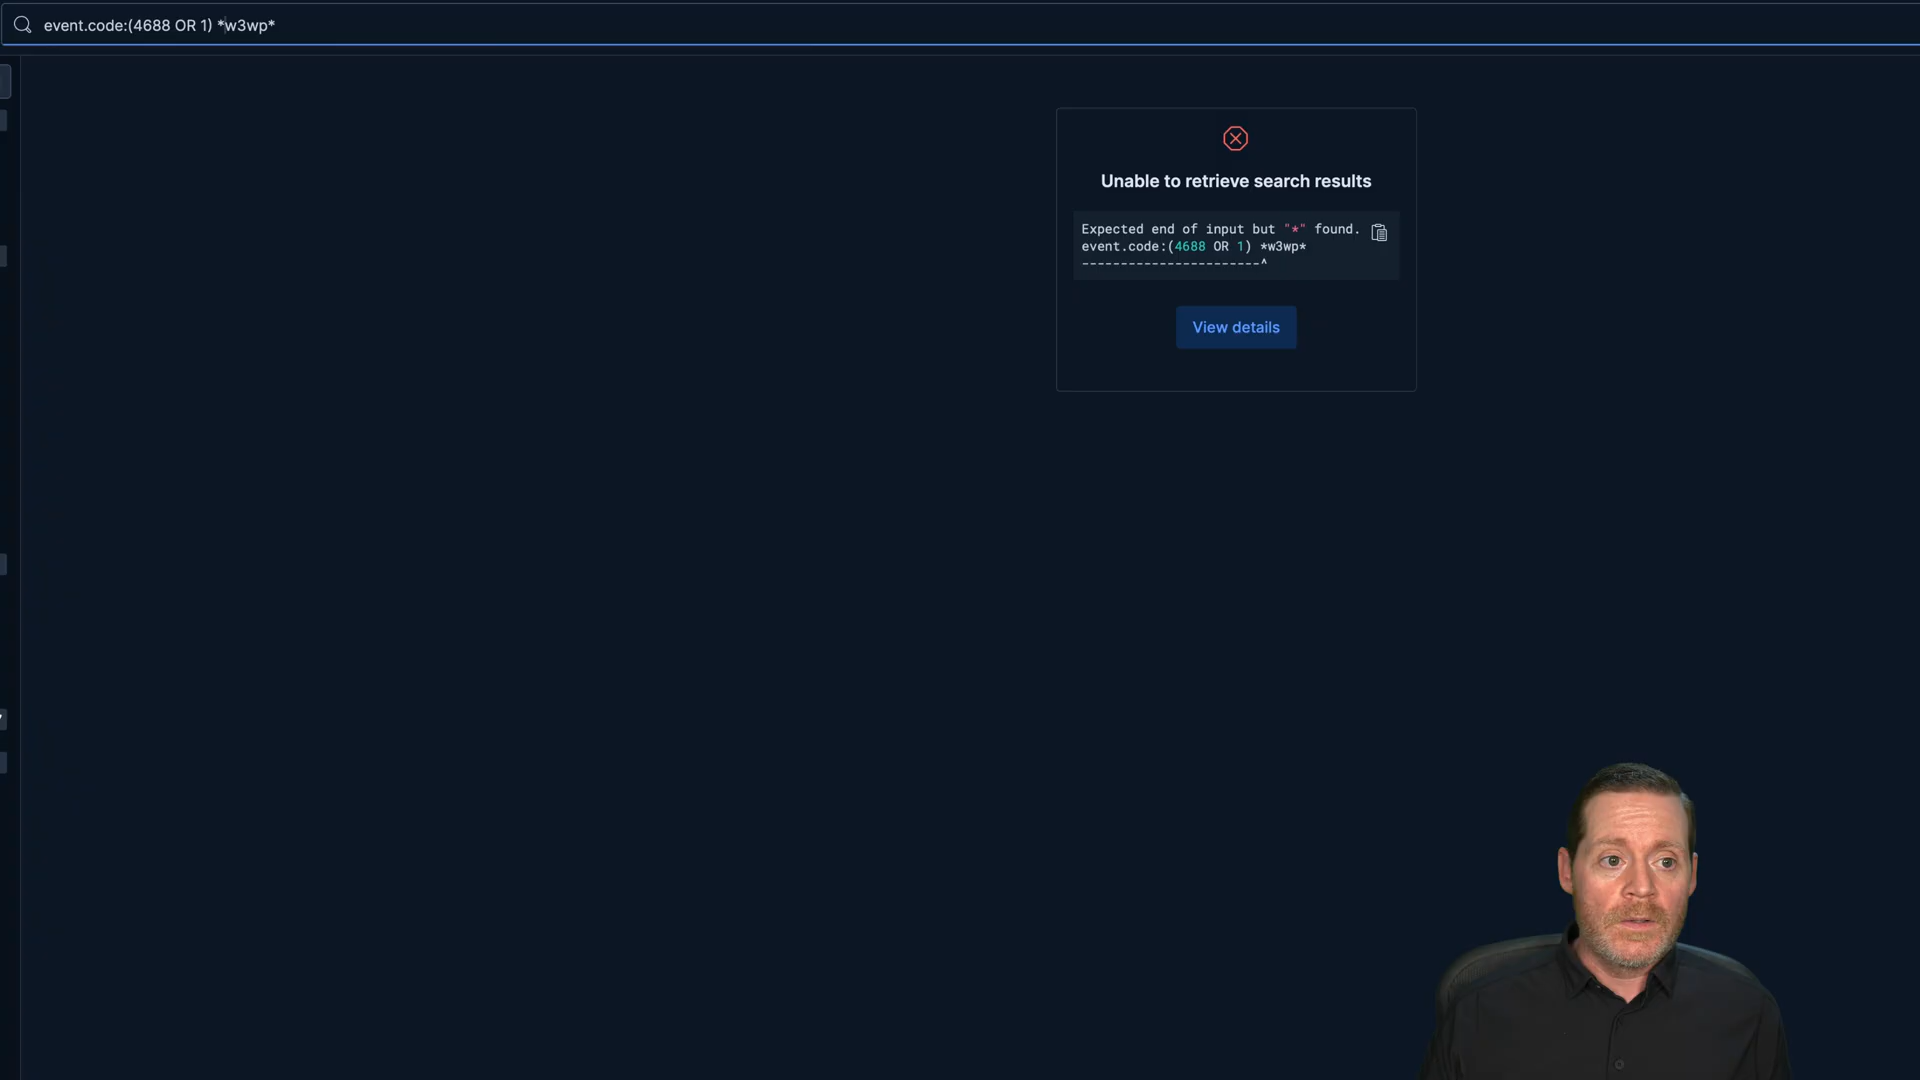 event.code:(4688 OR 1) *w3wp*
Unable to retrieve search results
Expected end of input but "*" found.
event.code:(4688 OR 1) *w3wp*
-----------------------^
View details